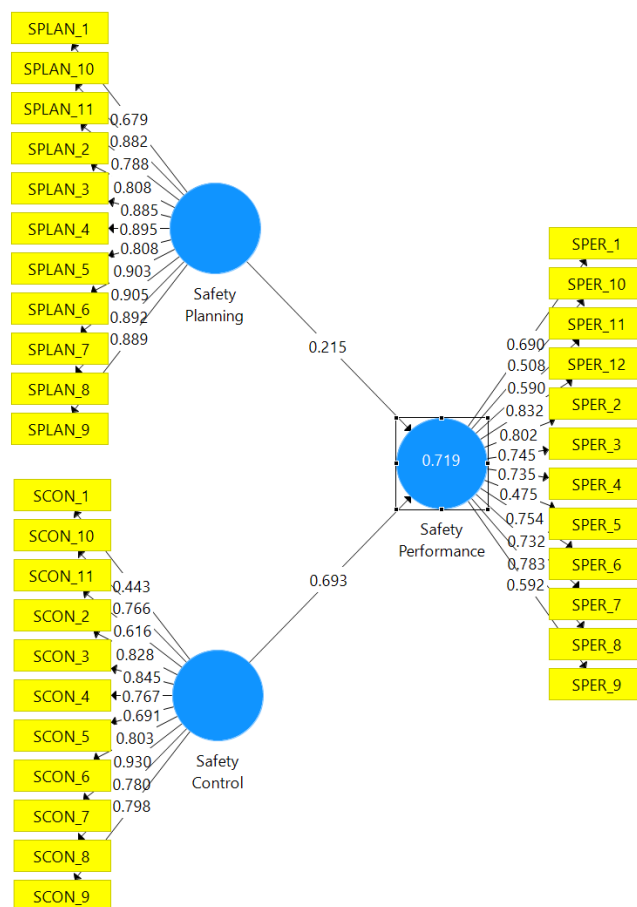 SPLAN_1
SPLAN_10
SPLAN_11
SPLAN_2
SPLAN_3
SPLAN_4
SPLAN_5
SPLAN_6
SPLAN_7
SPLAN_8
SPLAN_9
0.679
0.882
0.788
0.808
0.885
0.895
0.808
0.903
0.905
0.892
0.889
Safety
Planning
0.215
SCON_1
SCON_10
SCON_11
SCON_2
SCON_3
SCON_4
SCON_5
SCON_6
SCON_7
SCON_8
SCON_9
0.443
0.766
0.616
0.828
0.845
0.767
0.691
0.803
0.930
0.780
0.798
Safety
Control
0.693
0.719
Safety
Performance
0.690
0.508
0.590
0.832
0.802
0.745
0.735
0.475
0.754
0.732
0.783
0.592
SPER_1
SPER_10
SPER_11
SPER_12
SPER_2
SPER_3
SPER_4
SPER_5
SPER_6
SPER_7
SPER_8
SPER_9